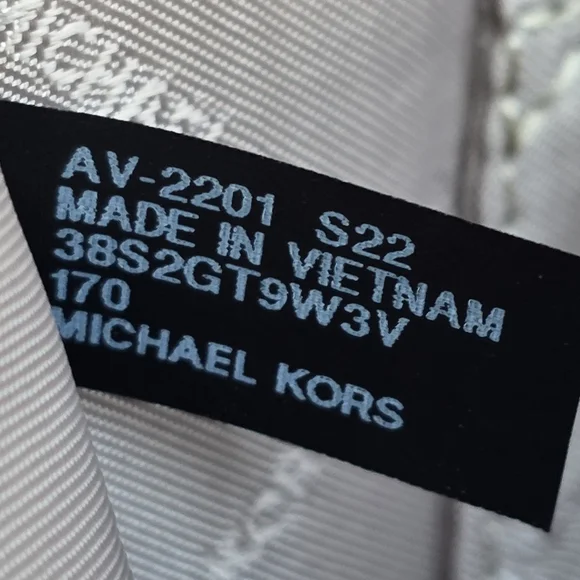 AV-2201 S22
MADE IN VIETNAM
38S2GT9W3V
170
MICHAEL KORS